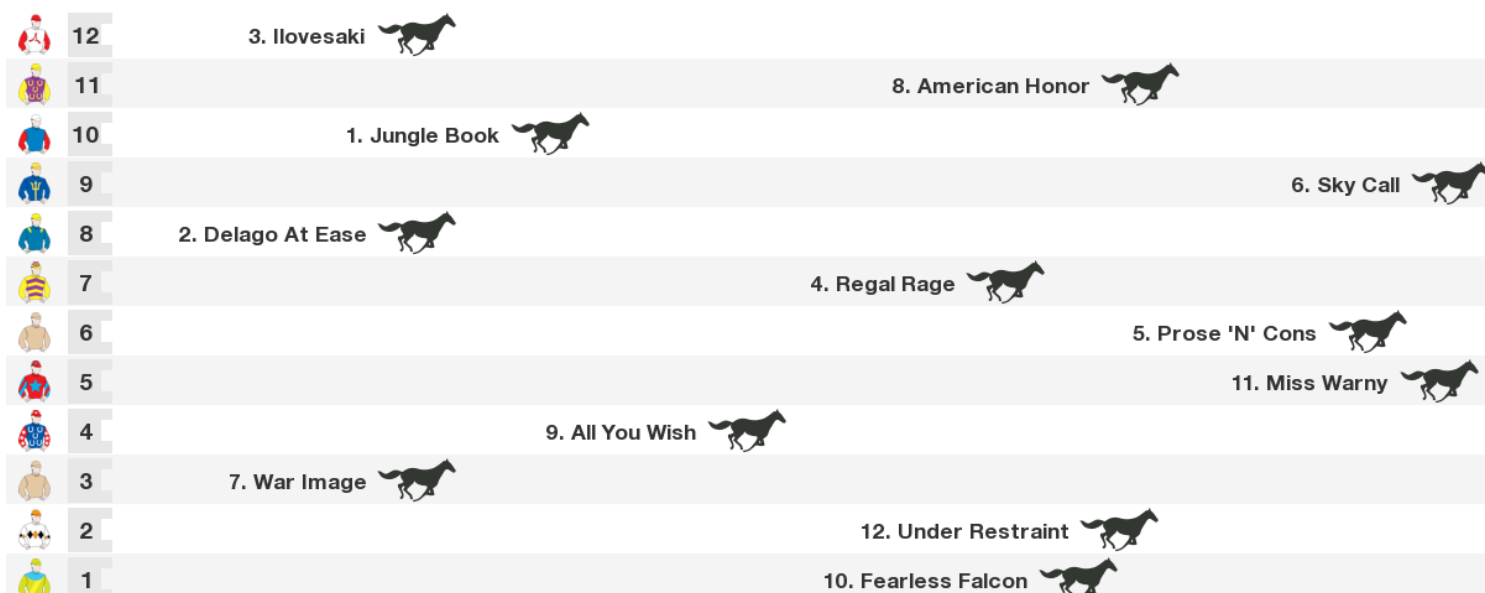 12 3. Ilovesaki
11 8. American Honor
10 1. Jungle Book
9 6. Sky Call
8 2. Delago At Ease
7 4. Regal Rage
6 5. Prose 'N' Cons
5 11. Miss Warny
4 9. All You Wish
3 7. War Image
2 12. Under Restraint
1 10. Fearless Falcon